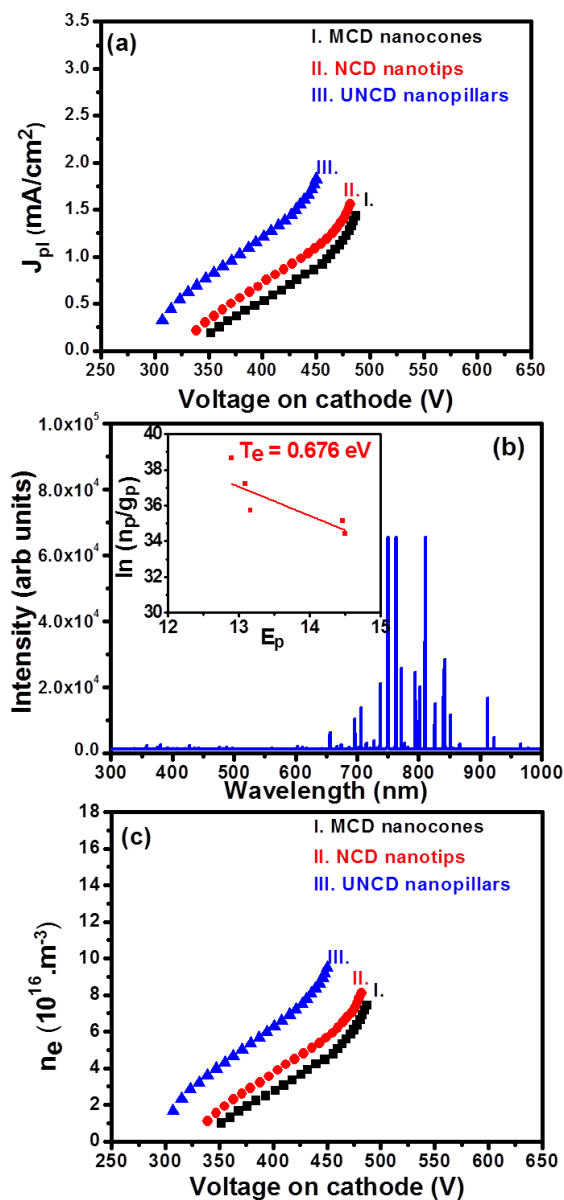 (a)
I. MCD nanocones
II. NCD nanotips
III. UNCD nanopillars
III.
II.
I.
3.5
3.0
2.5
2.0
1.5
1.0
0.5
0.0
J_pl (mA/cm²)
250 300 350 400 450 500 550 600 650
Voltage on cathode (V)
(b)
1.0x10⁵
8.0x10⁴
6.0x10⁴
4.0x10⁴
2.0x10⁴
0.0
Intensity (arb units)
T_e = 0.676 eV
40
38
36
34
32
30
ln (n_p/g_p)
12 13 14 15
E_p
300 400 500 600 700 800 900 1000
Wavelength (nm)
(c)
I. MCD nanocones
II. NCD nanotips
III. UNCD nanopillars
III.
II.
I.
18
16
14
12
10
8
6
4
2
0
n_e (10¹⁶.m⁻³)
250 300 350 400 450 500 550 600 650
Voltage on cathode (V)